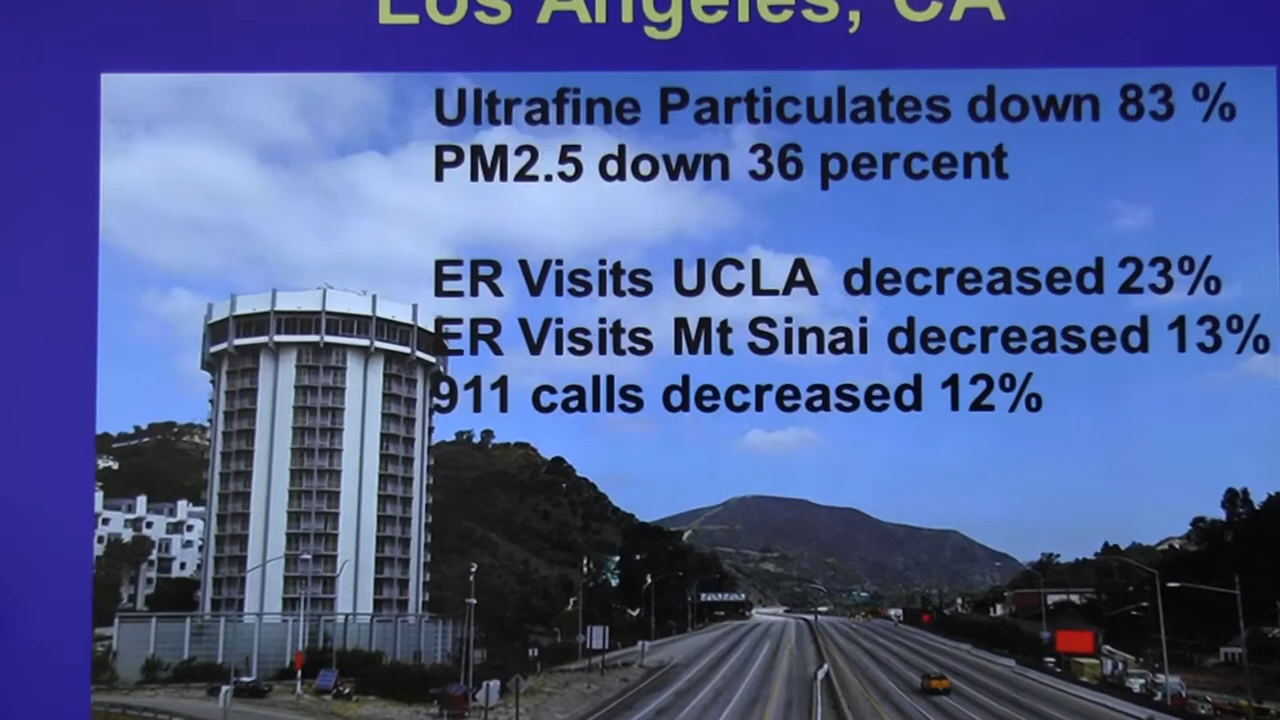 Los Angeles, CA
Ultrafine Particulates down 83 %
PM2.5 down 36 percent
ER Visits UCLA decreased 23%
ER Visits Mt Sinai decreased 13%
911 calls decreased 12%